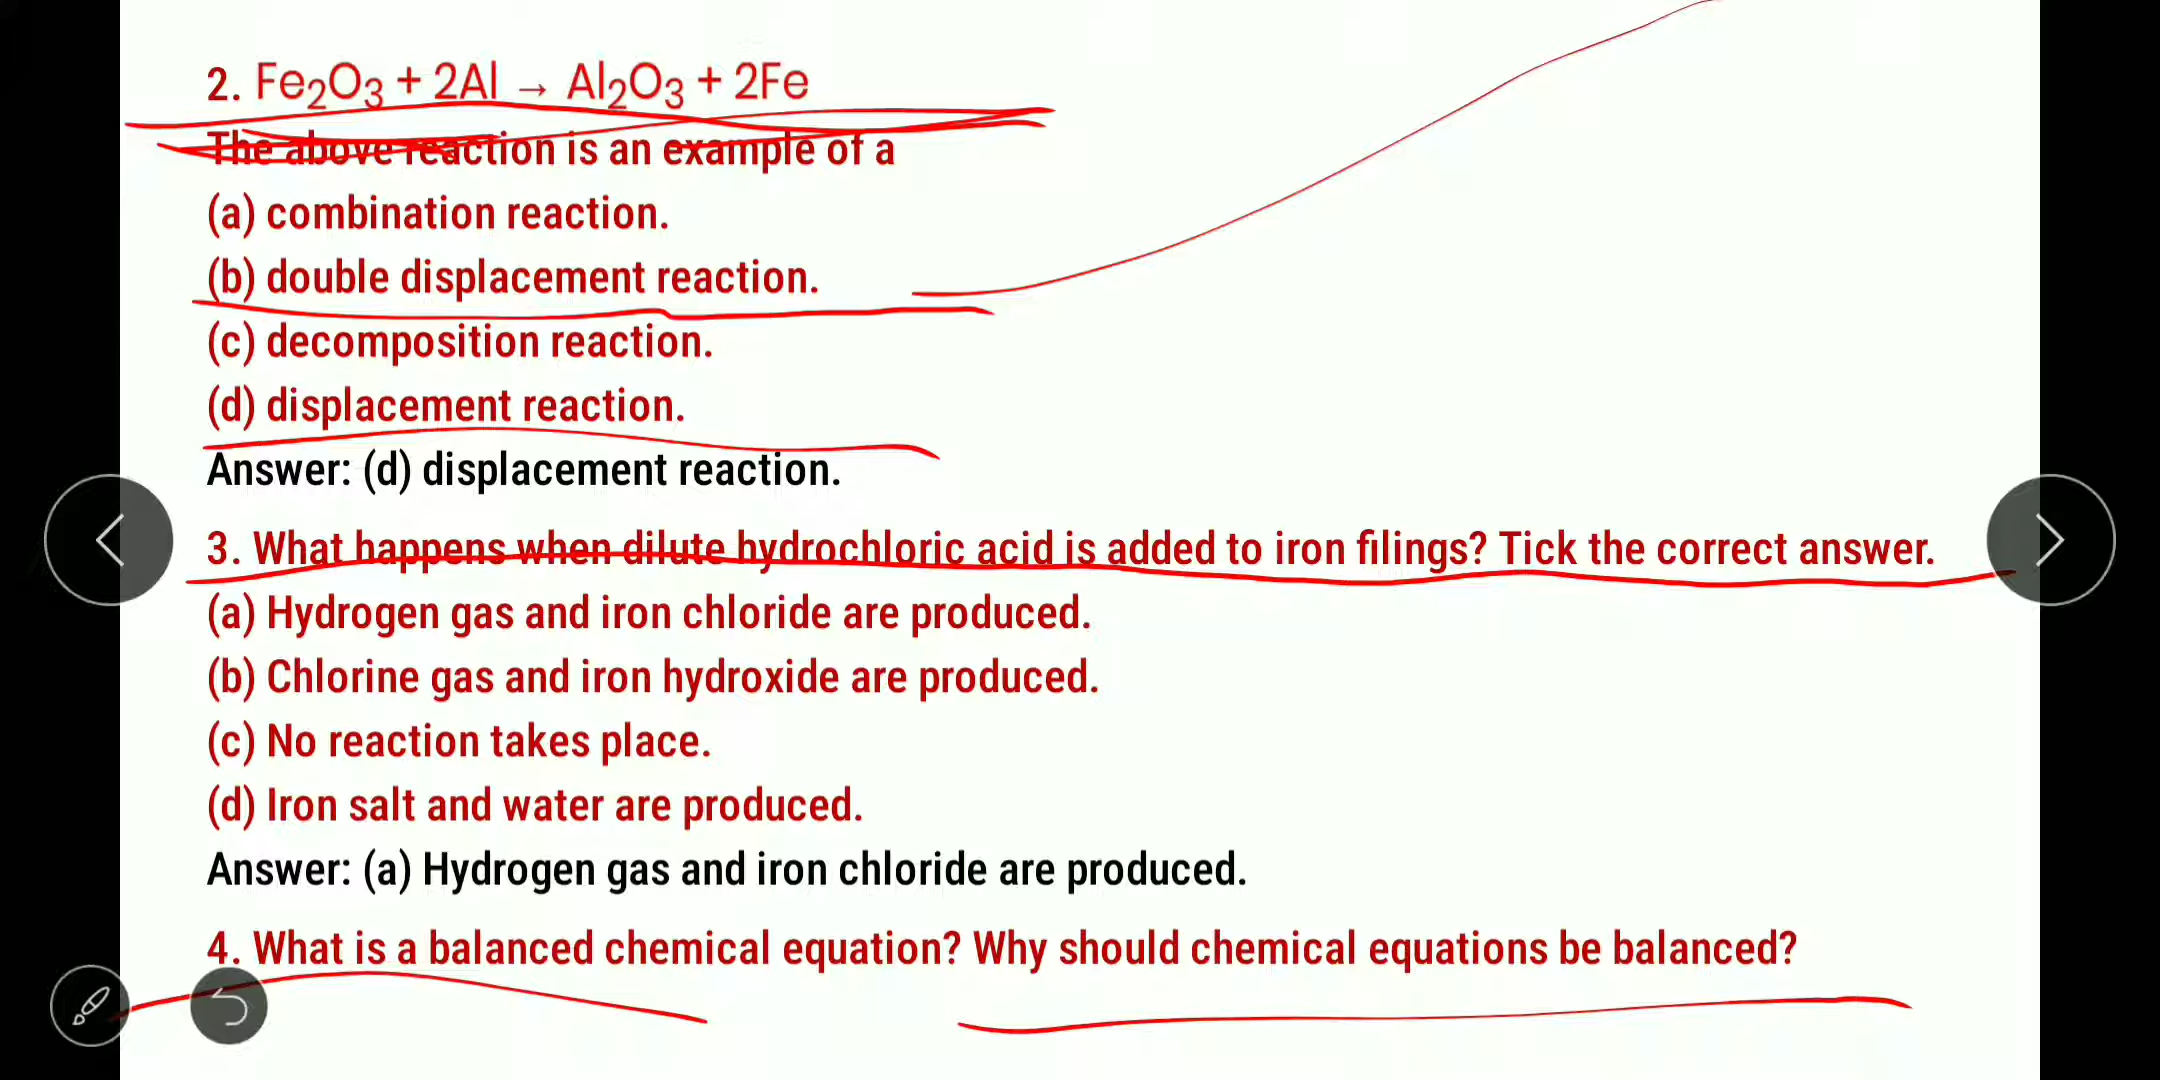 2. Fe₂O₃ + 2Al → Al₂O₃ + 2Fe
The above reaction is an example of a
(a) combination reaction.
(b) double displacement reaction.
(c) decomposition reaction.
(d) displacement reaction.
Answer: (d) displacement reaction.
3. What happens when dilute hydrochloric acid is added to iron filings? Tick the correct answer.
(a) Hydrogen gas and iron chloride are produced.
(b) Chlorine gas and iron hydroxide are produced.
(c) No reaction takes place.
(d) Iron salt and water are produced.
Answer: (a) Hydrogen gas and iron chloride are produced.
4. What is a balanced chemical equation? Why should chemical equations be balanced?